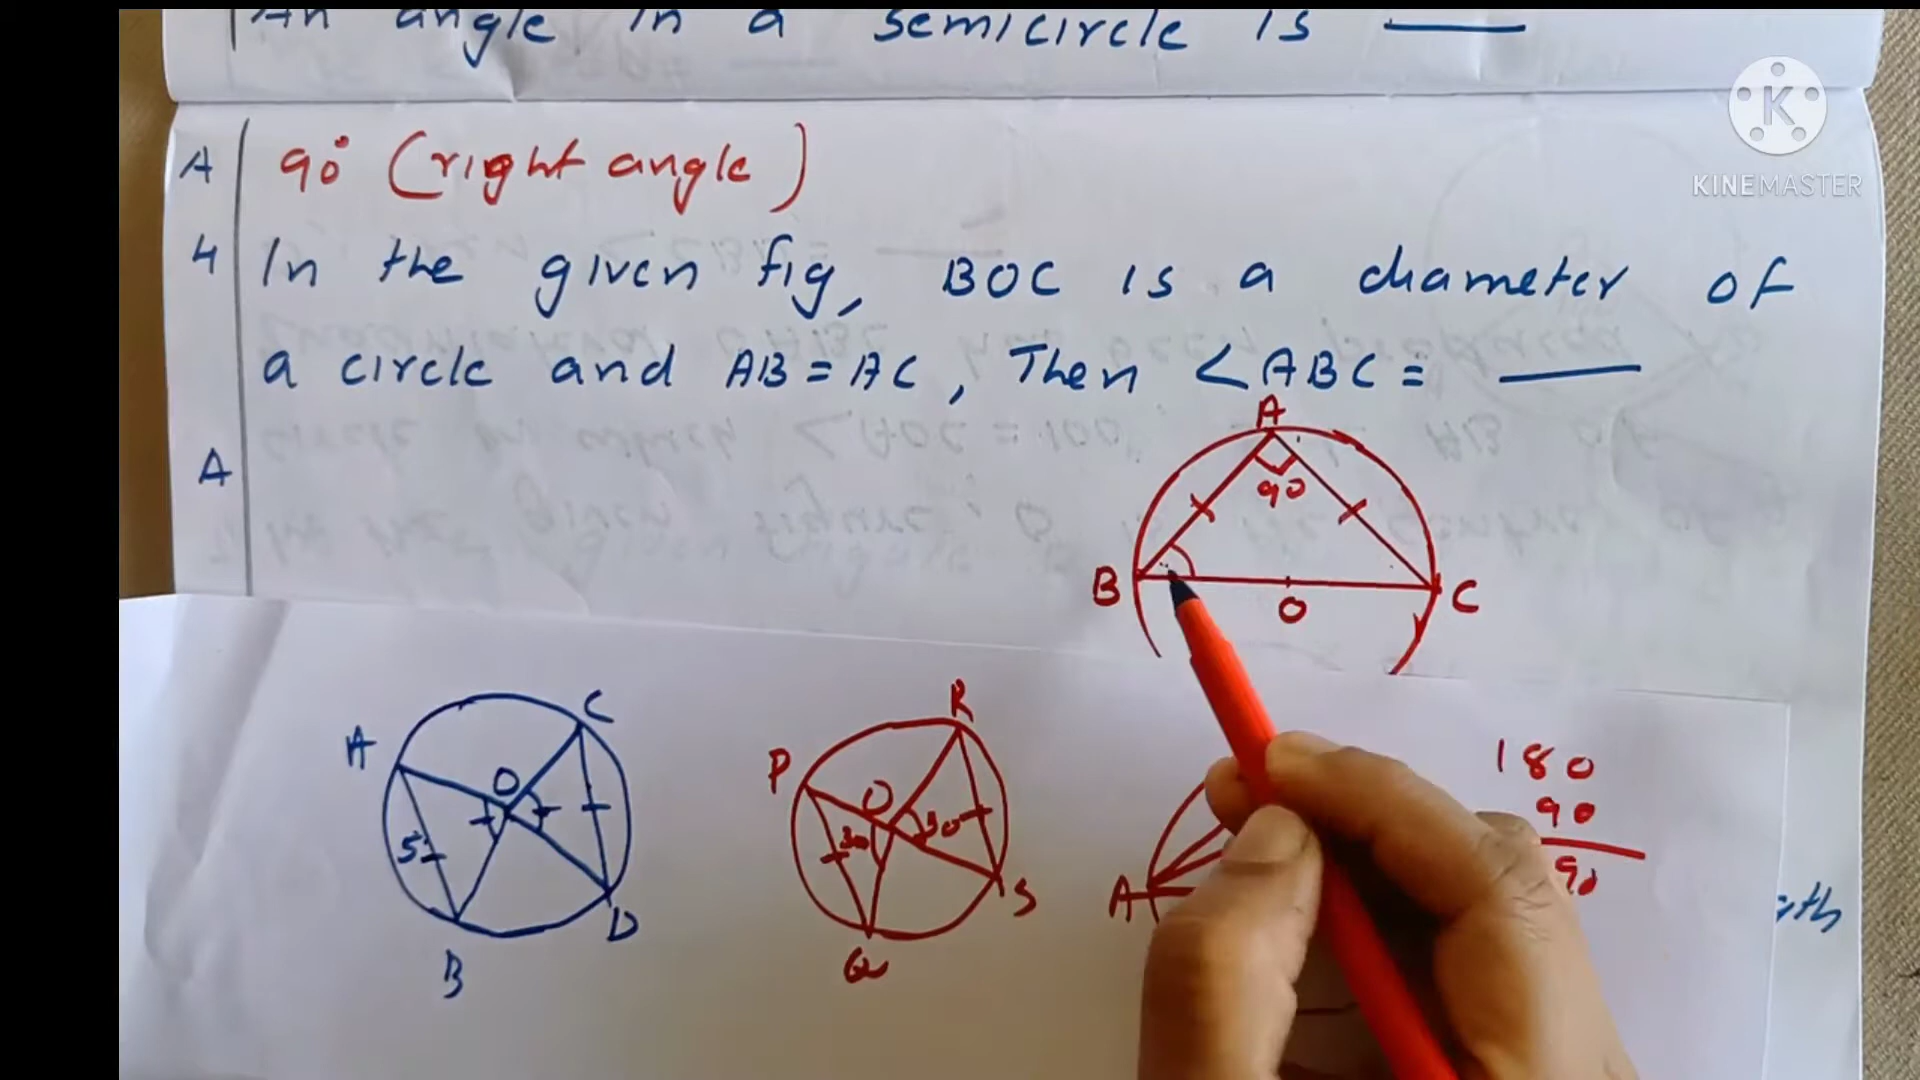 An angle in a semicircle is
A 90° (right angle)
4 In the given fig, BOC is a diameter of
a circle and AB = AC, Then <ABC =
A
A
90
B
O
C
A
C
O
5
B
D
P
R
O
30
30
Q
S
A
180
90
90
KINEMASTER